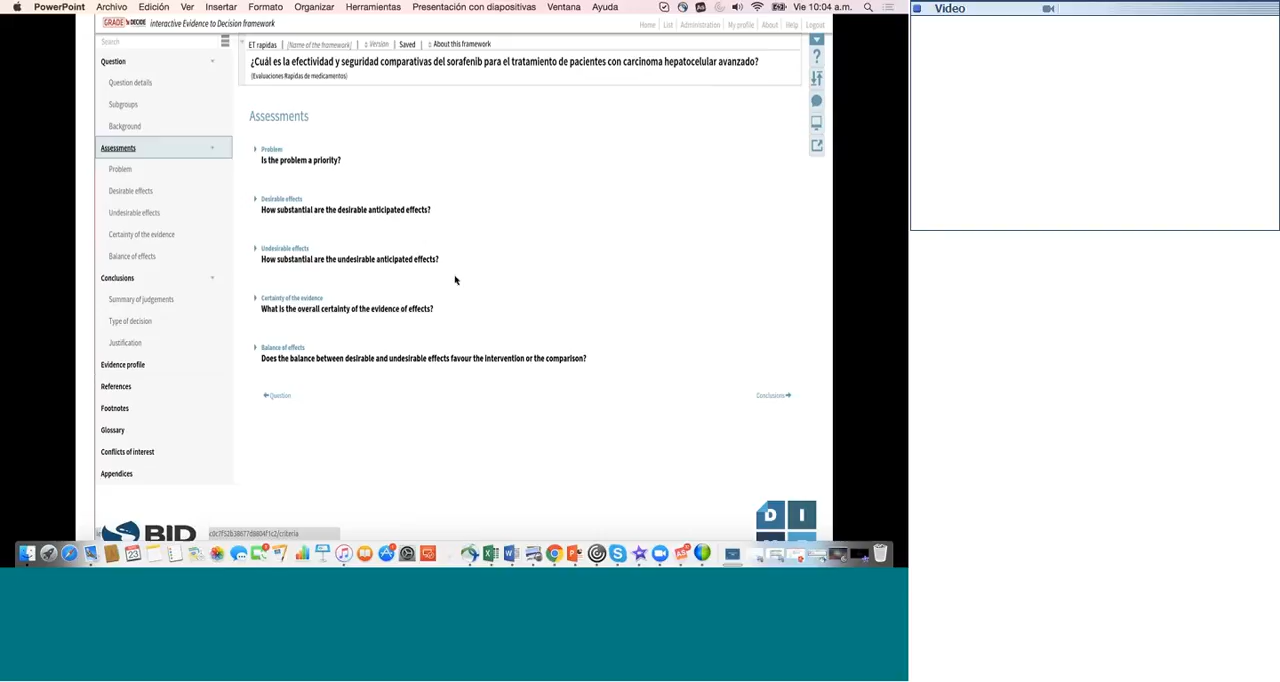 PowerPoint Archivo Edición Ver Insertar Formato Organizar Herramientas Presentación con diapositivas Ventana Ayuda Vie 10:04 a.m.
Video
GRADE DECIDE interactive Evidence to Decision framework
Home | List | Administration | My profile | About | Help | Logout
Search
ET rapidas | [Name of the framework] | Version | Saved | About this framework
¿Cuál es la efectividad y seguridad comparativas del sorafenib para el tratamiento de pacientes con carcinoma hepatocelular avanzado?
(Evaluaciones Rapidas de medicamentos)
Question
Question details
Subgroups
Background
Assessments
Problem
Desirable effects
Undesirable effects
Certainty of the evidence
Balance of effects
Conclusions
Summary of judgements
Type of decision
Justification
Evidence profile
References
Footnotes
Glossary
Conflicts of interest
Appendices
Assessments
Problem
Is the problem a priority?
Desirable effects
How substantial are the desirable anticipated effects?
Undesirable effects
How substantial are the undesirable anticipated effects?
Certainty of the evidence
What is the overall certainty of the evidence of effects?
Balance of effects
Does the balance between desirable and undesirable effects favour the intervention or the comparison?
Question
Conclusions
BID
D I